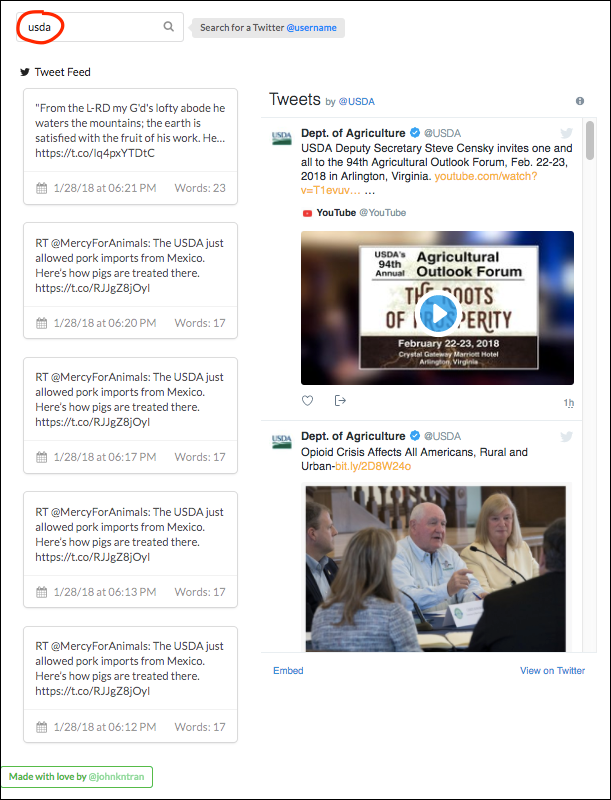 usda
Search for a Twitter @username
Tweet Feed
"From the L-RD my G'd's lofty abode he
waters the mountains; the earth is
satisfied with the fruit of his work. He...
https://t.co/lq4pxYTDtC
1/28/18 at 06:21 PM Words: 23
RT @MercyForAnimals: The USDA just
allowed pork imports from Mexico.
Here's how pigs are treated there.
https://t.co/RJJgZ8jOyI
1/28/18 at 06:20 PM Words: 17
RT @MercyForAnimals: The USDA just
allowed pork imports from Mexico.
Here's how pigs are treated there.
https://t.co/RJJgZ8jOyI
1/28/18 at 06:17 PM Words: 17
RT @MercyForAnimals: The USDA just
allowed pork imports from Mexico.
Here's how pigs are treated there.
https://t.co/RJJgZ8jOyI
1/28/18 at 06:13 PM Words: 17
RT @MercyForAnimals: The USDA just
allowed pork imports from Mexico.
Here's how pigs are treated there.
https://t.co/RJJgZ8jOyI
1/28/18 at 06:12 PM Words: 17
Tweets by @USDA
USDA
Dept. of Agriculture @USDA
USDA Deputy Secretary Steve Censky invites one and
all to the 94th Agricultural Outlook Forum, Feb. 22-23,
2018 in Arlington, Virginia. youtube.com/watch?
v=T1evuv... ...
YouTube @YouTube
USDA's
94th
Annual
Agricultural
Outlook Forum
THE ROOTS
OF PROSPERITY
February 22-23, 2018
Crystal Gateway Marriott Hotel
Arlington, Virginia
1h
USDA
Dept. of Agriculture @USDA
Opioid Crisis Affects All Americans, Rural and
Urban-bit.ly/2D8W24o
Embed View on Twitter
Made with love by @johnkntran